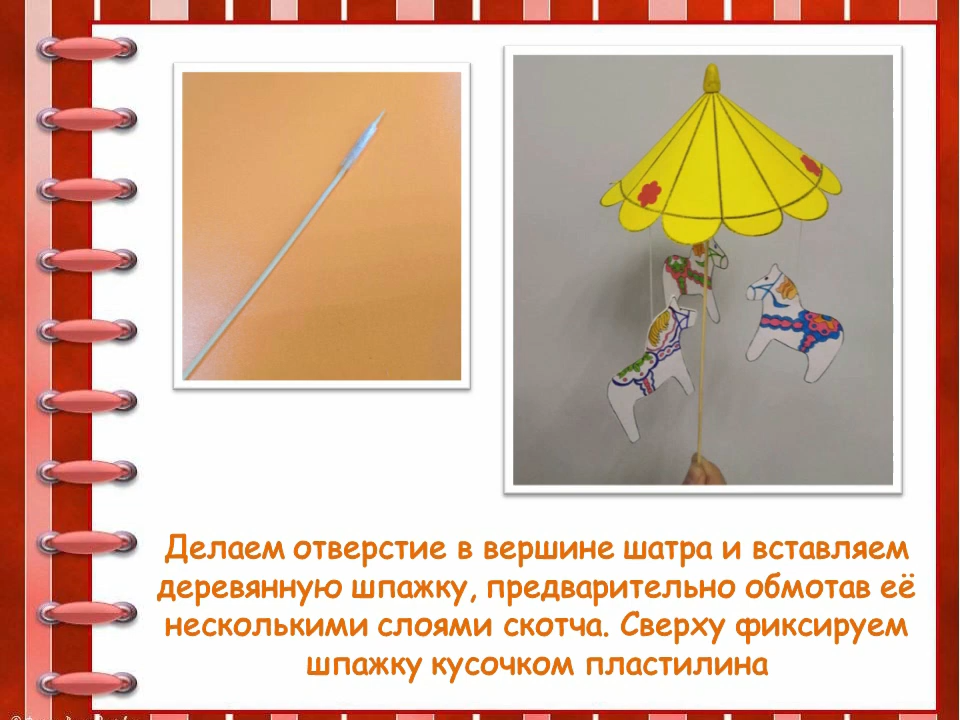 Делаем отверстие в вершине шатра и вставляем
деревянную шпажку, предварительно обмотав её
несколькими слоями скотча. Сверху фиксируем
шпажку кусочком пластилина